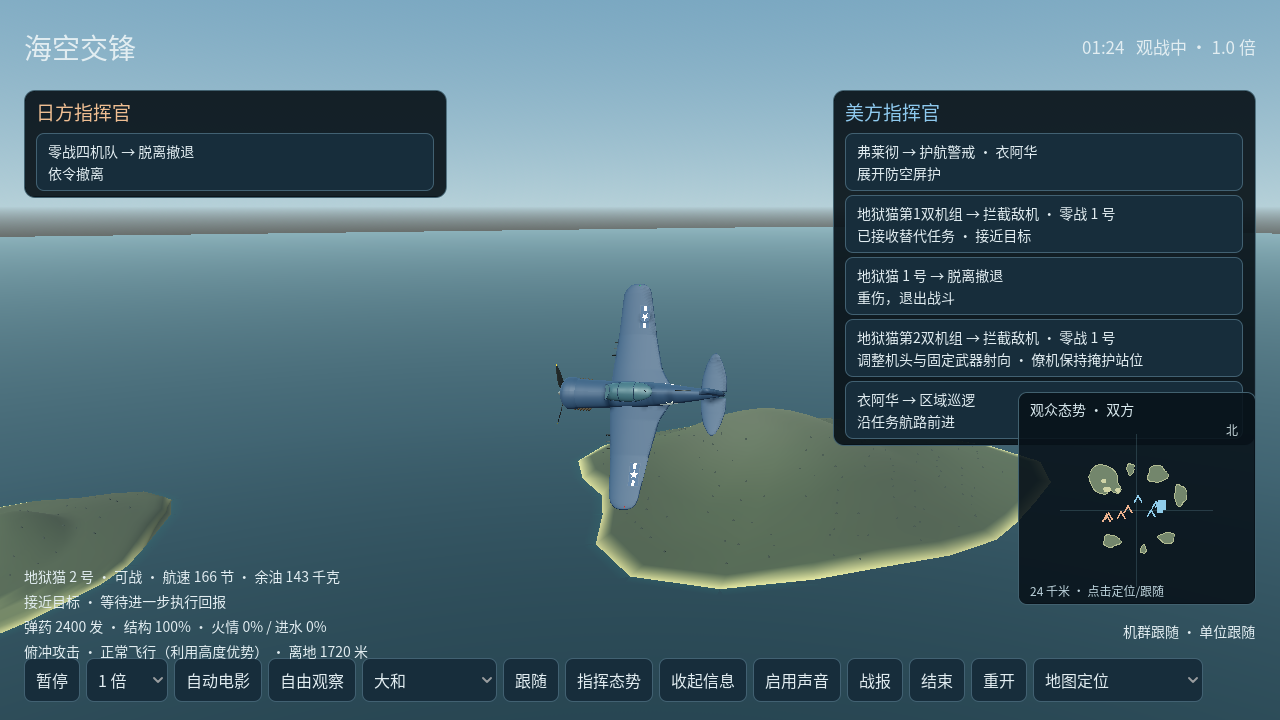 海空交锋
01:24 观战中 · 1.0 倍
日方指挥官
零战四机队 → 脱离撤退
依令撤离
美方指挥官
弗莱彻 → 护航警戒 · 衣阿华
展开防空屏护
地狱猫第1双机组 → 拦截敌机 · 零战 1 号
已接收替代任务 · 接近目标
地狱猫 1 号 → 脱离撤退
重伤，退出战斗
地狱猫第2双机组 → 拦截敌机 · 零战 1 号
调整机头与固定武器射向 · 僚机保持掩护站位
衣阿华 → 区域巡逻
沿任务航路前进
观众态势 · 双方
北
24 千米 · 点击定位/跟随
地狱猫 2 号 · 可战 · 航速 166 节 · 余油 143 千克
接近目标 · 等待进一步执行回报
弹药 2400 发 · 结构 100% · 火情 0% / 进水 0%
俯冲攻击 · 正常飞行（利用高度优势） · 离地 1720 米
机群跟随 · 单位跟随
暂停 1 倍 自动电影 自由观察 大和 跟随 指挥态势 收起信息 启用声音 战报 结束 重开 地图定位